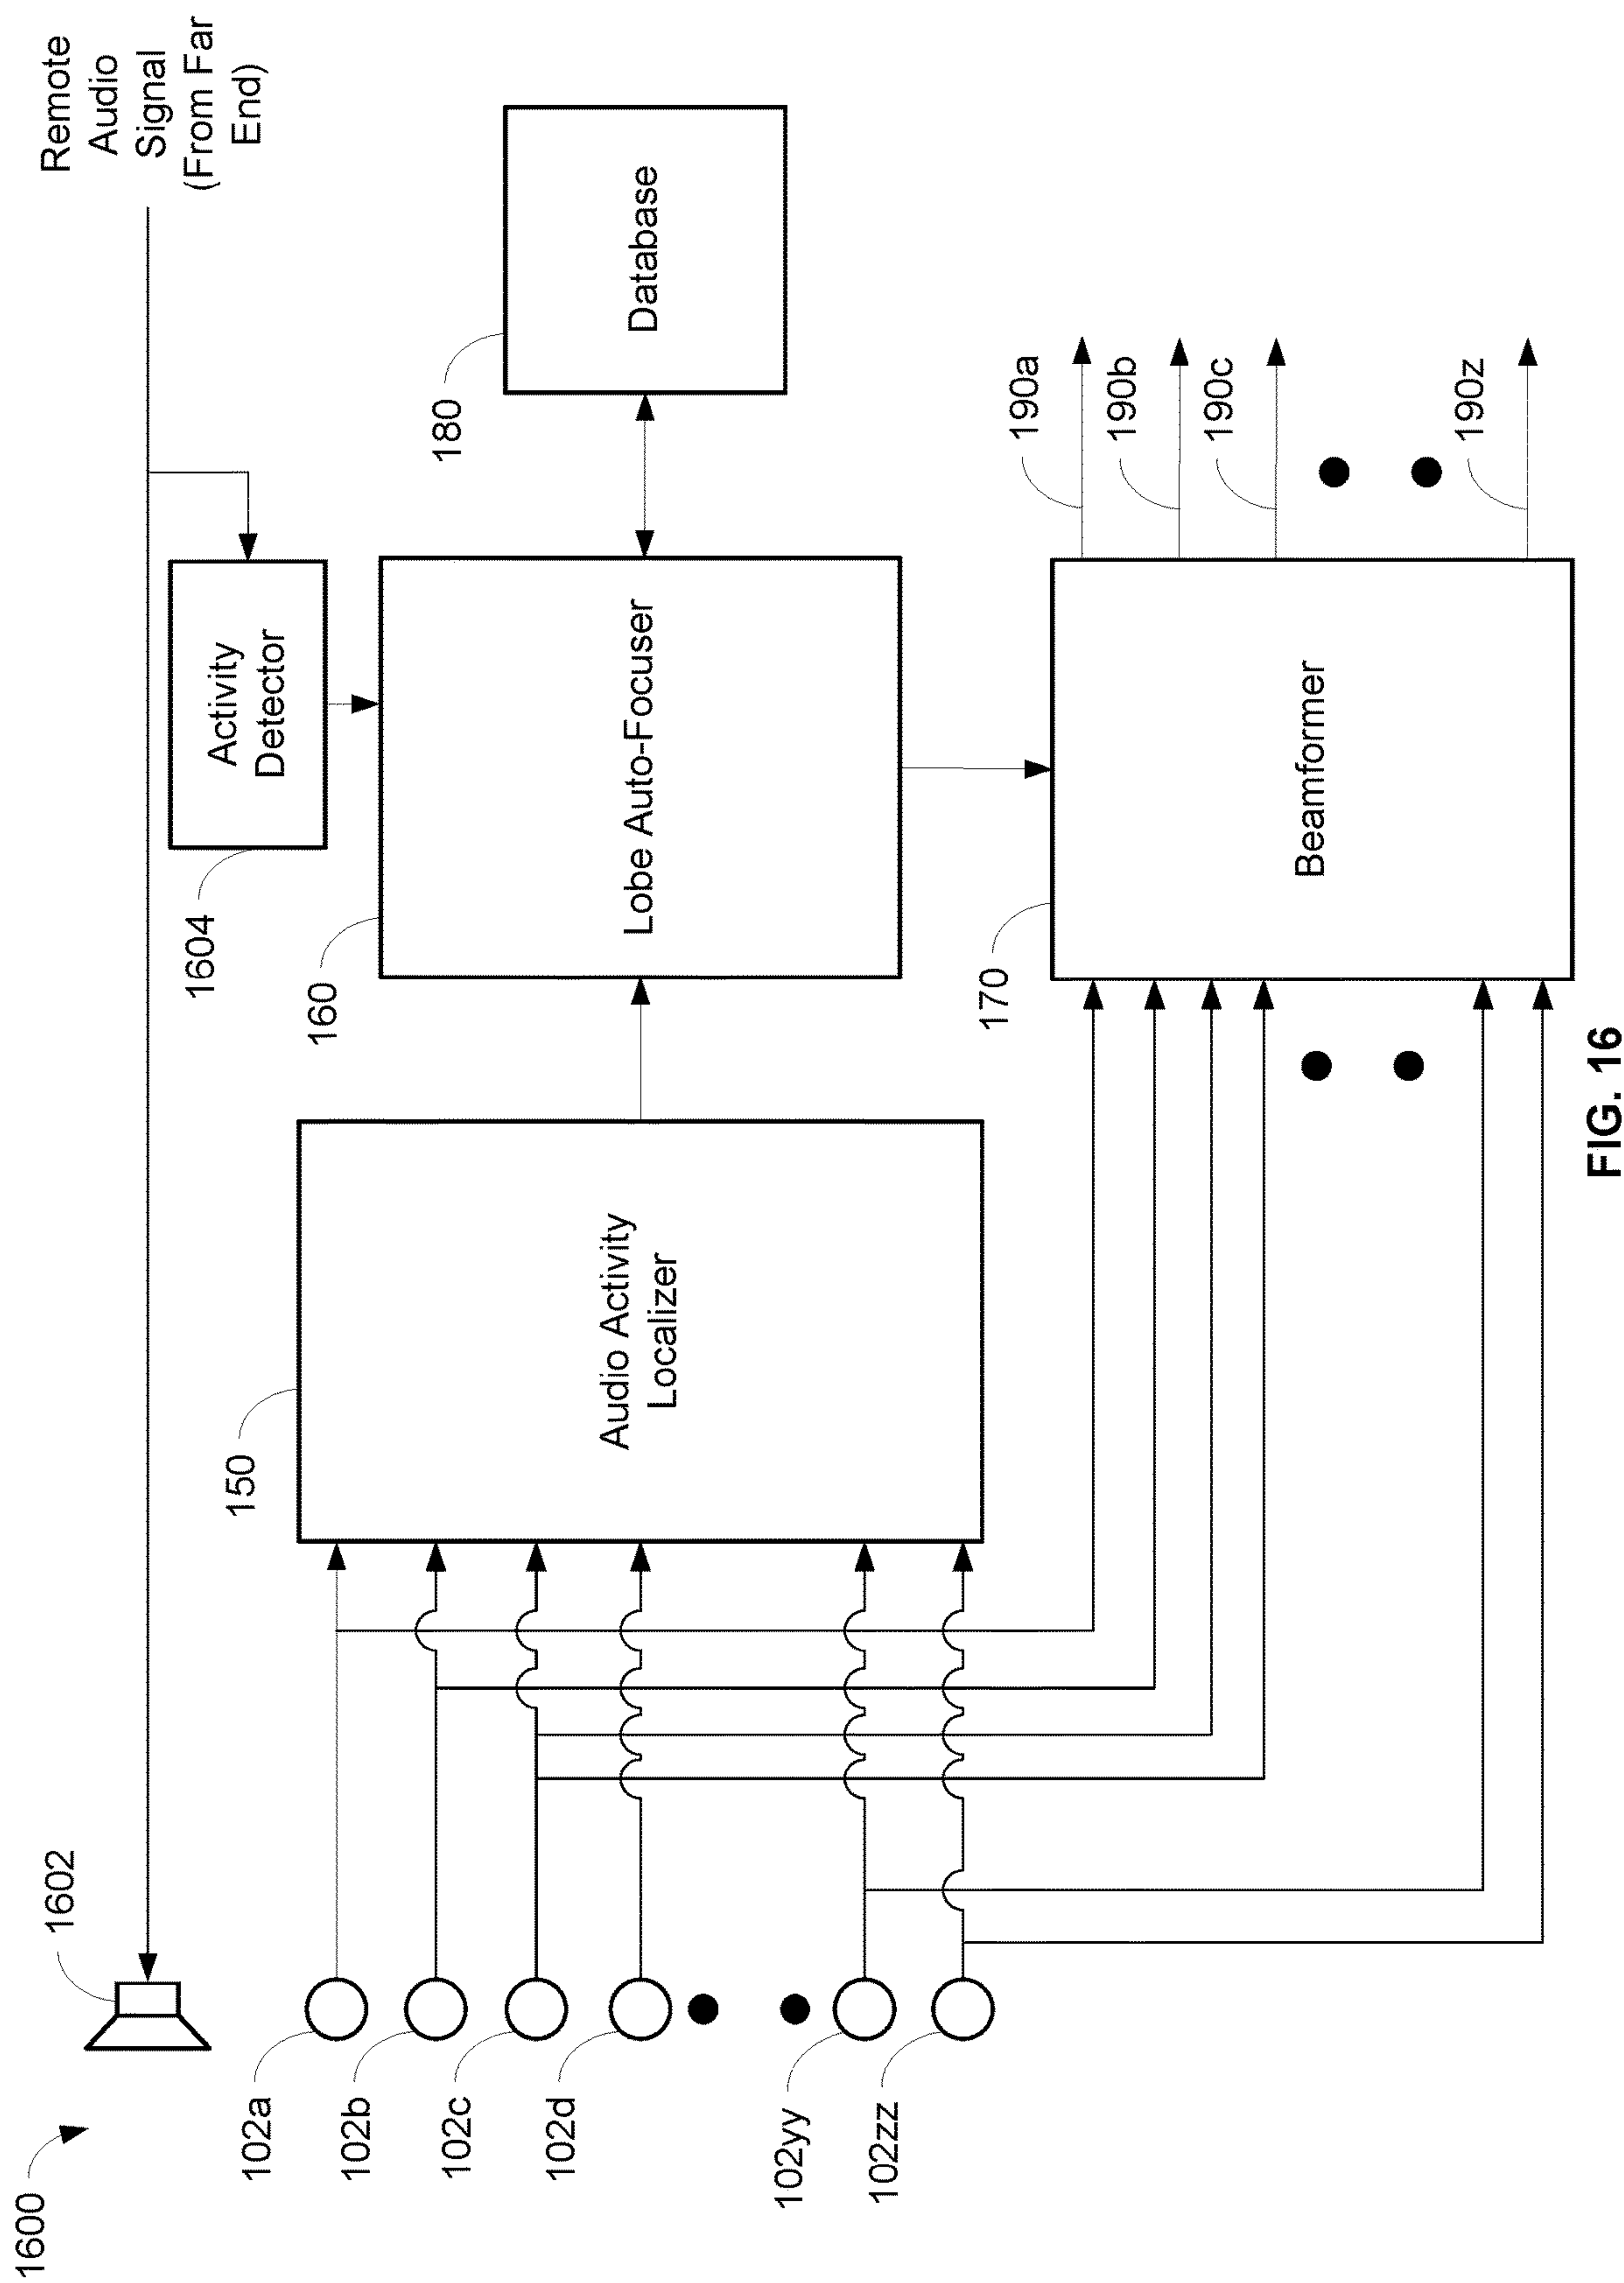 1600
1602
Remote
Audio
Signal
(From Far
End)
1604
Activity
Detector
150
Audio Activity
Localizer
160
Lobe Auto-Focuser
180
Database
102a
102b
102c
102d
102yy
102zz
170
Beamformer
190a
190b
190c
190z
FIG. 16